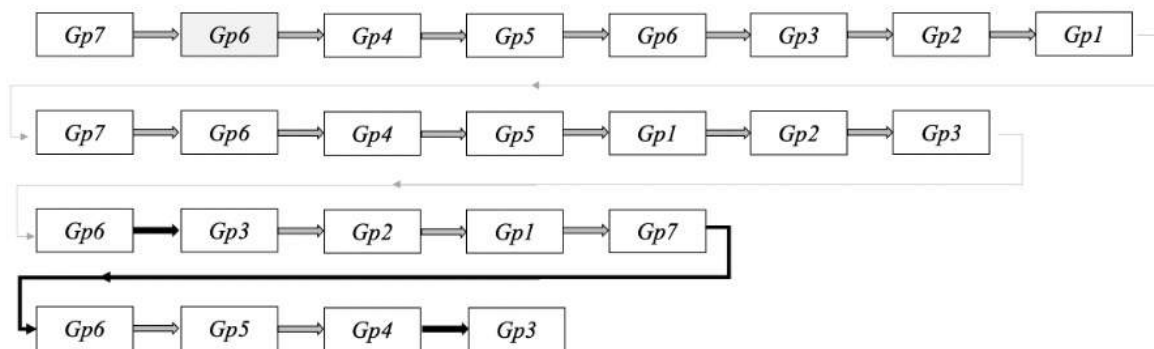 Gp7 Gp6 Gp4 Gp5 Gp6 Gp3 Gp2 Gp1
Gp7 Gp6 Gp4 Gp5 Gp1 Gp2 Gp3
Gp6 Gp3 Gp2 Gp1 Gp7
Gp6 Gp5 Gp4 Gp3